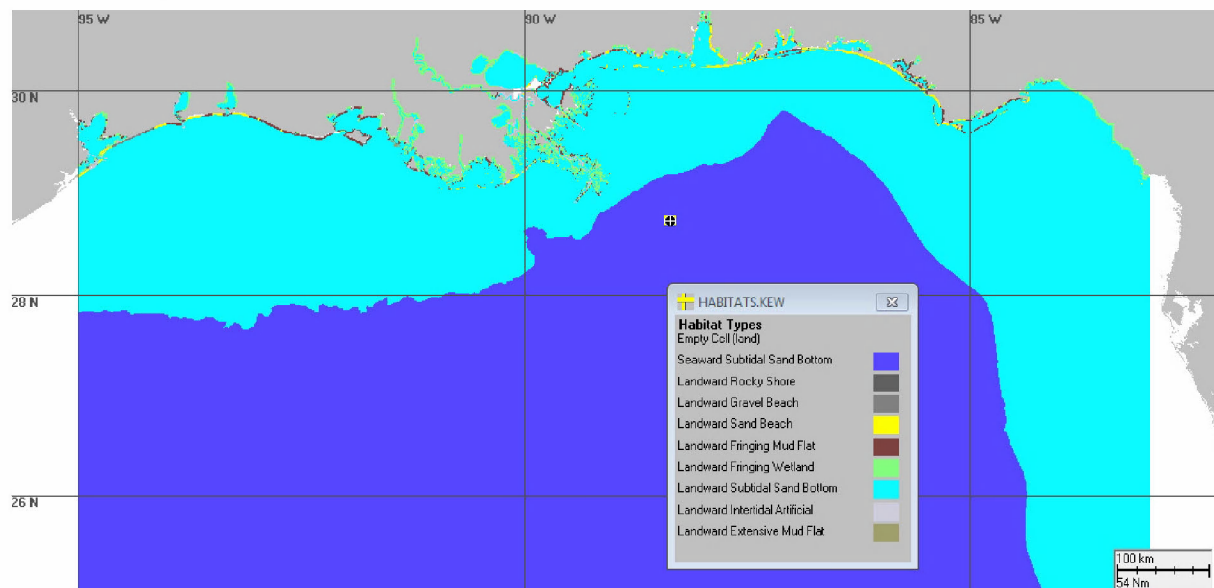 95 W
90 W
85 W
30 N
28 N
26 N
HABITATS.KEW
Habitat Types
Empty Cell (land)
Seaward Subtidal Sand Bottom
Landward Rocky Shore
Landward Gravel Beach
Landward Sand Beach
Landward Fringing Mud Flat
Landward Fringing Wetland
Landward Subtidal Sand Bottom
Landward Intertidal Artificial
Landward Extensive Mud Flat
100 km
54 Nm